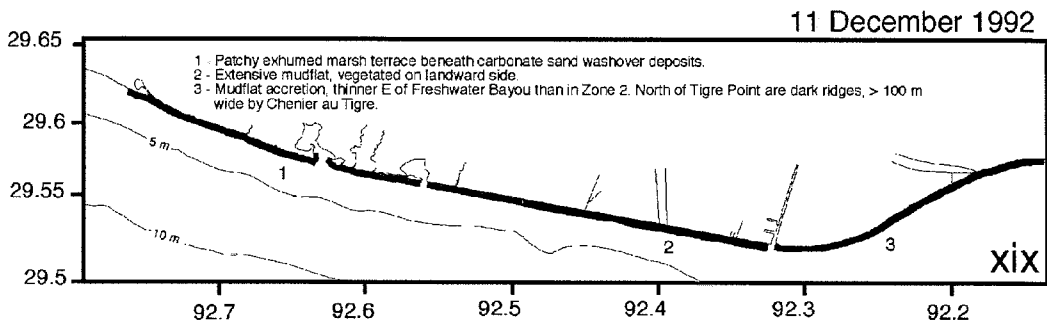 11 December 1992
29.65
1 - Patchy exhumed marsh terrace beneath carbonate sand washover deposits.
2 - Extensive mudflat, vegetated on landward side.
3 - Mudflat accretion, thinner E of Freshwater Bayou than in Zone 2. North of Tigre Point are dark ridges, > 100 m
wide by Chenier au Tigre.
29.6
5 m
1
29.55
10 m
2
3
xix
29.5
92.7 92.6 92.5 92.4 92.3 92.2